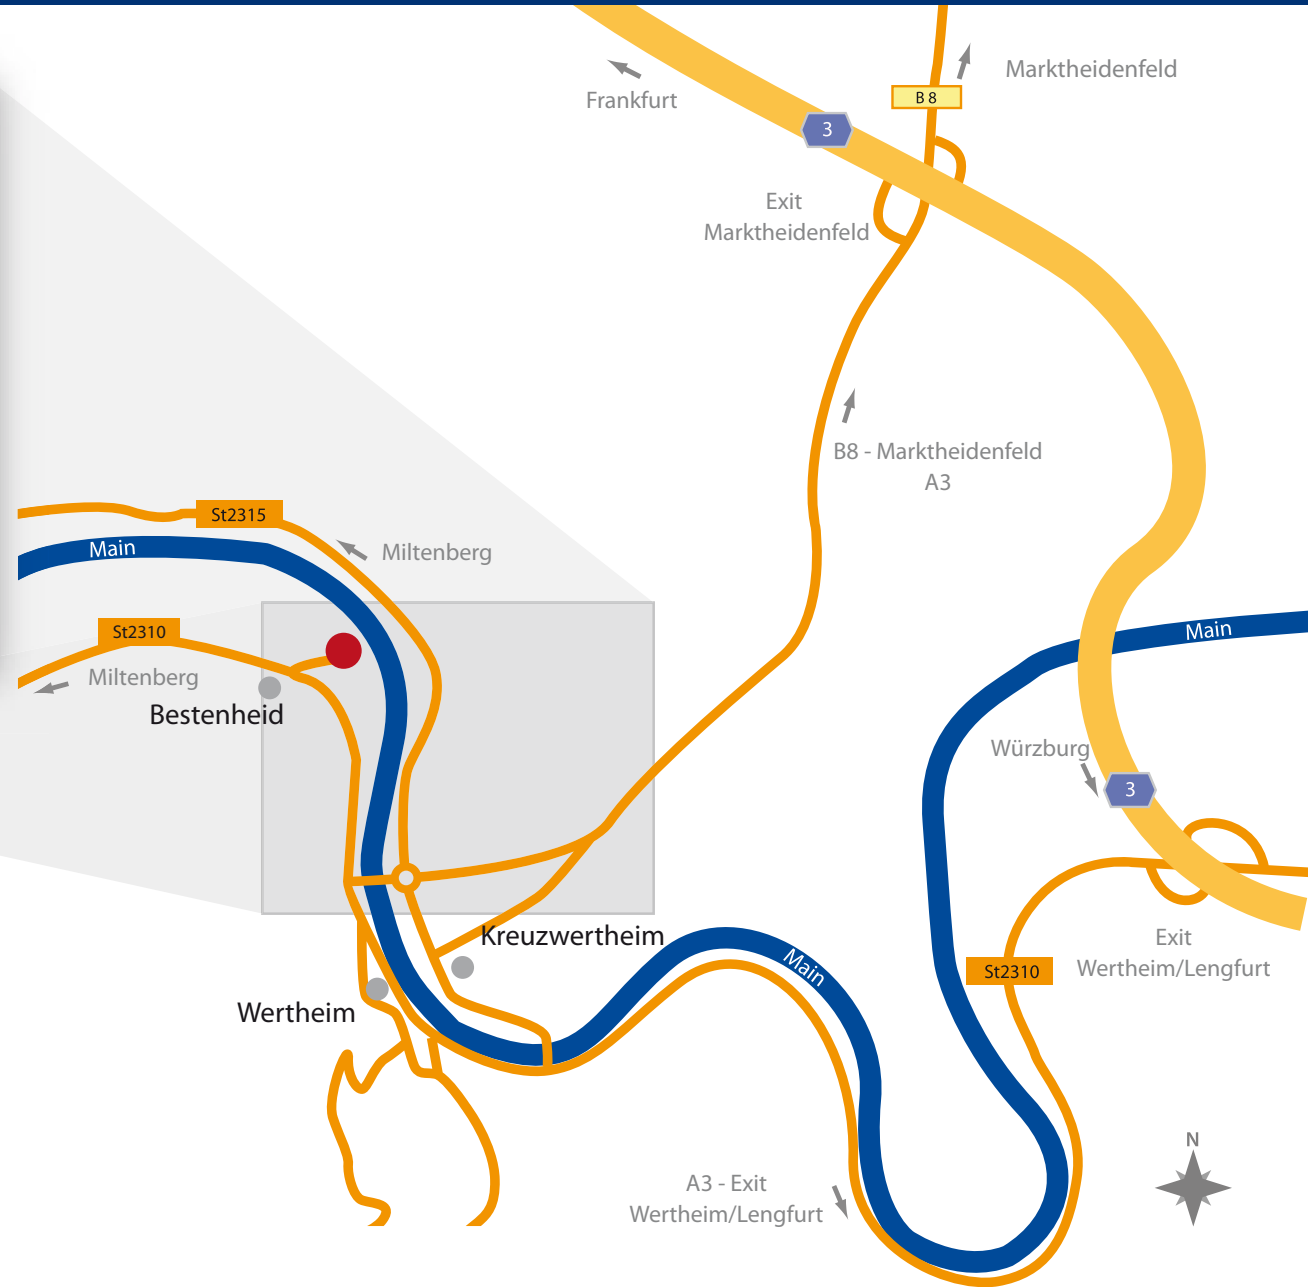 Marktheidenfeld
B 8
Frankfurt
3
Exit
Marktheidenfeld
B8 - Marktheidenfeld
A3
St2315
Main
Miltenberg
St2310
Main
Miltenberg
Bestenheid
Würzburg
3
Kreuzwertheim
Main
Exit
Wertheim/Lengfurt
St2310
Wertheim
N
A3 - Exit
Wertheim/Lengfurt